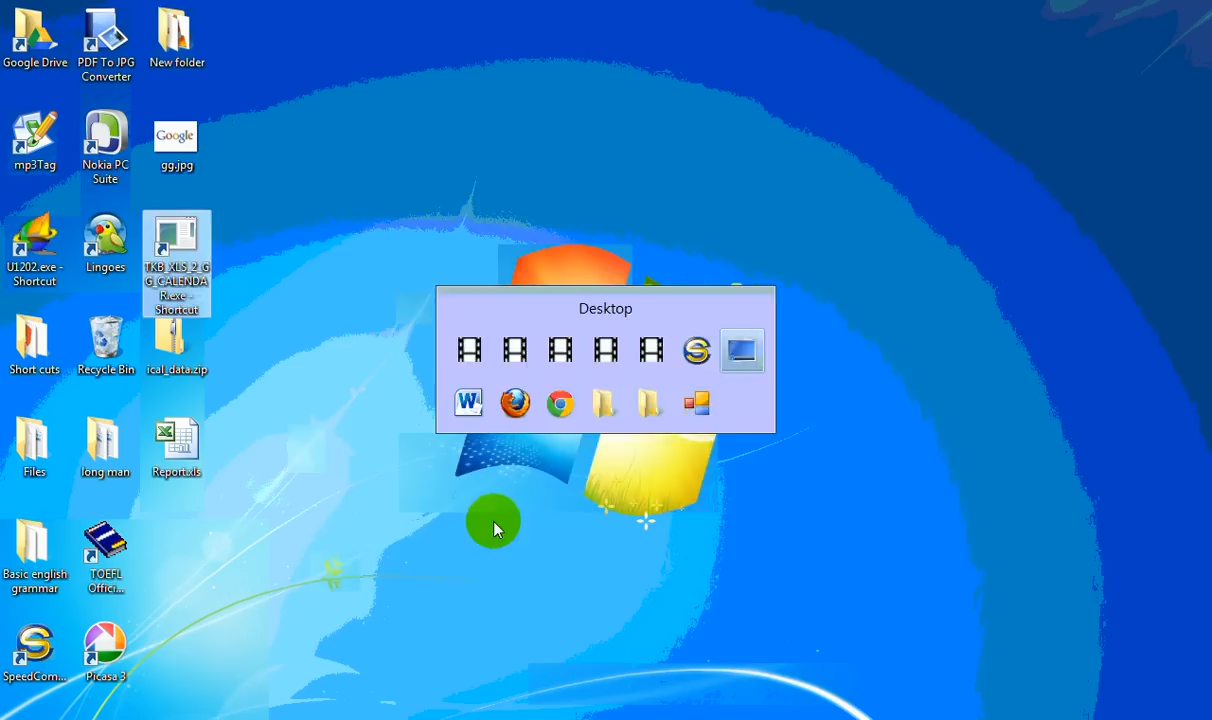 Google Drive
PDF To JPG
Converter
New folder
mp3Tag
Nokia PC
Suite
Google
gg.jpg
U1202.exe -
Shortcut
Lingoes
TKB_XLS_2_G
G_CALENDA
R.exe -
Shortcut
Short cuts
Recycle Bin
ical_data.zip
Files
long man
Report.xls
Basic english
grammar
TOEFL
Offici...
SpeedCom...
Picasa 3
Desktop